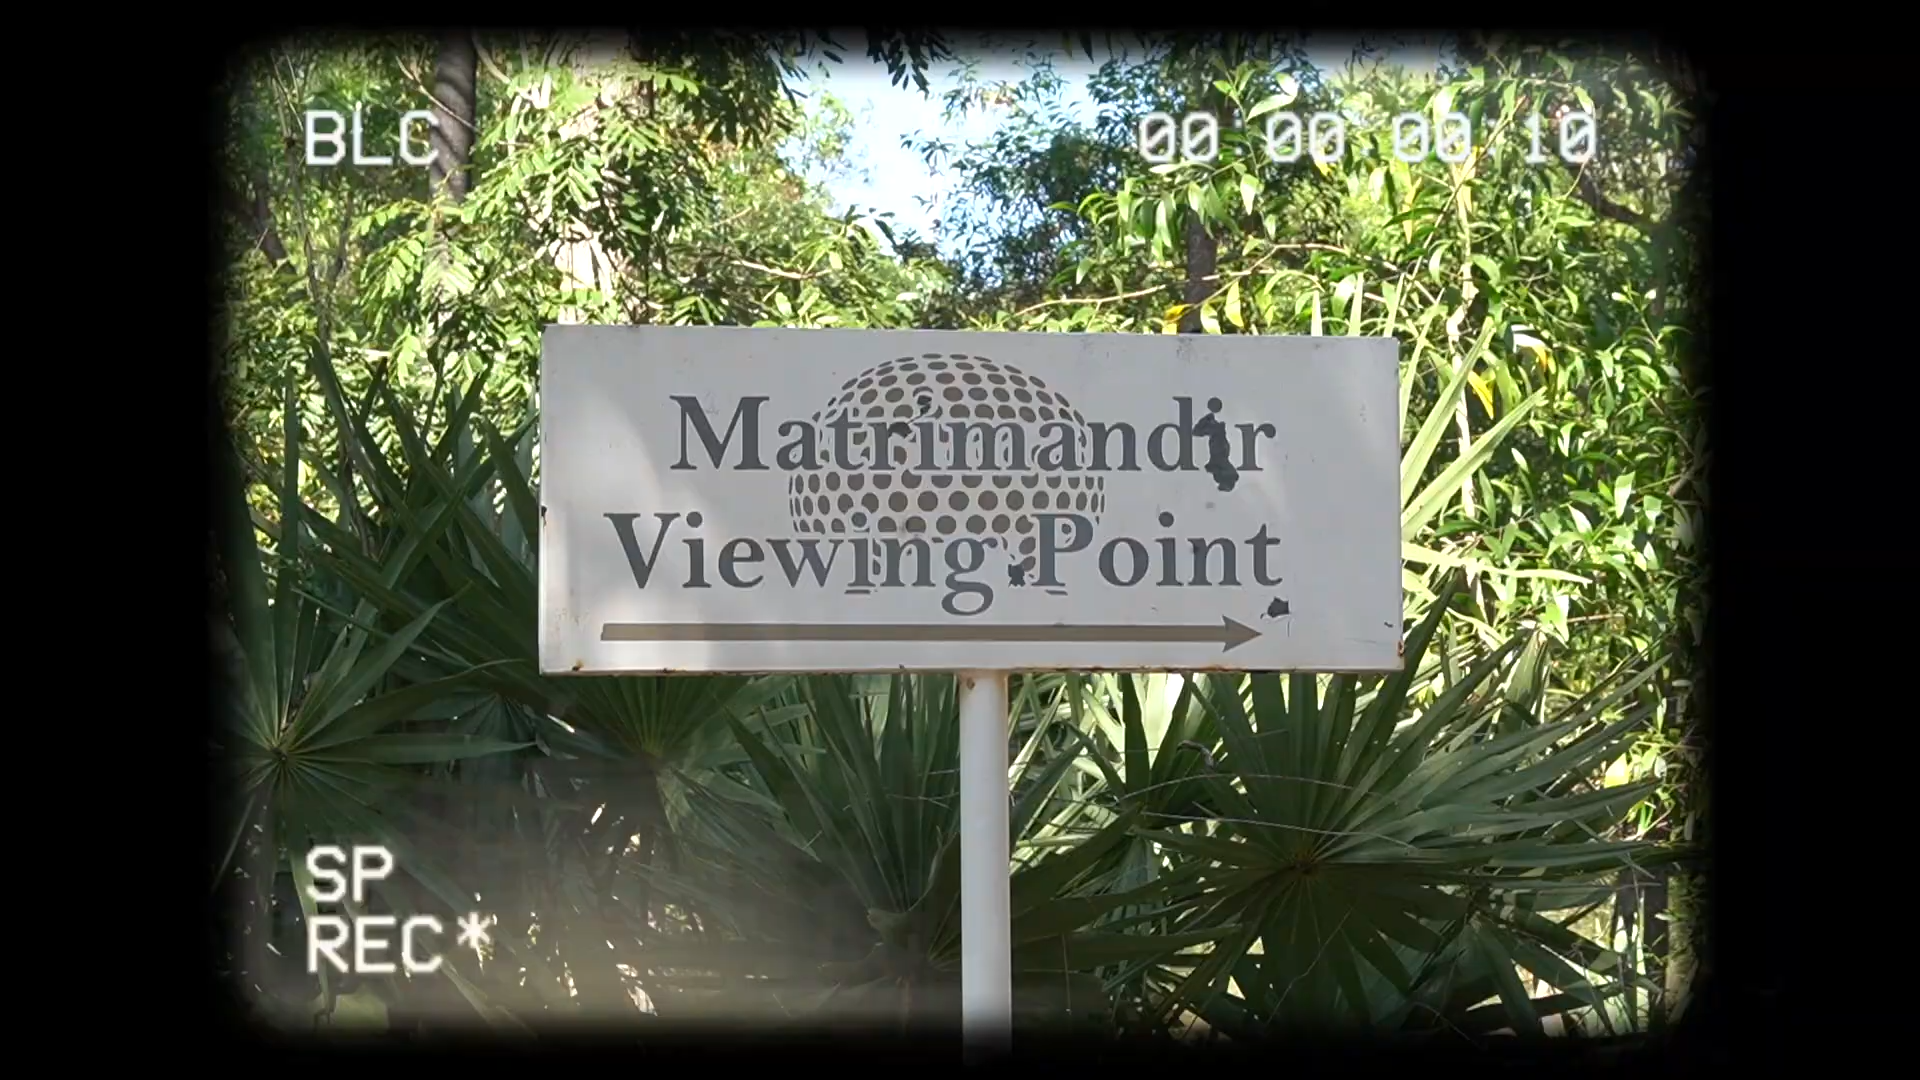 BLC
00:00:00:10
Matrimandir
Viewing Point
SP
REC*